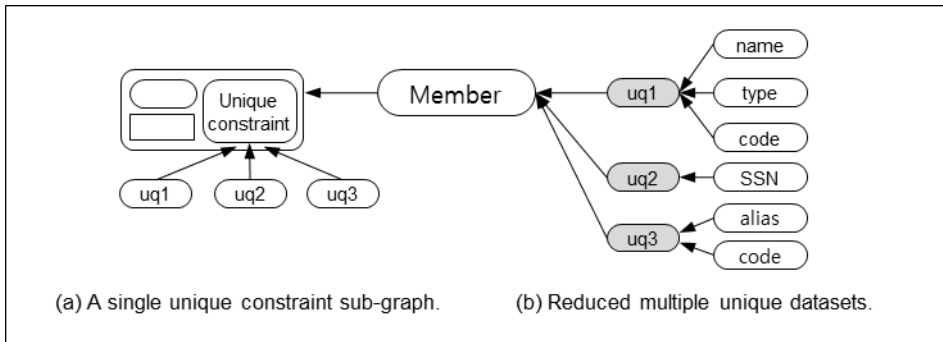 name
Member
uq1
type
Unique
constraint
code
uq2
SSN
uq1
uq2
uq3
alias
uq3
code
(a) A single unique constraint sub-graph.
(b) Reduced multiple unique datasets.